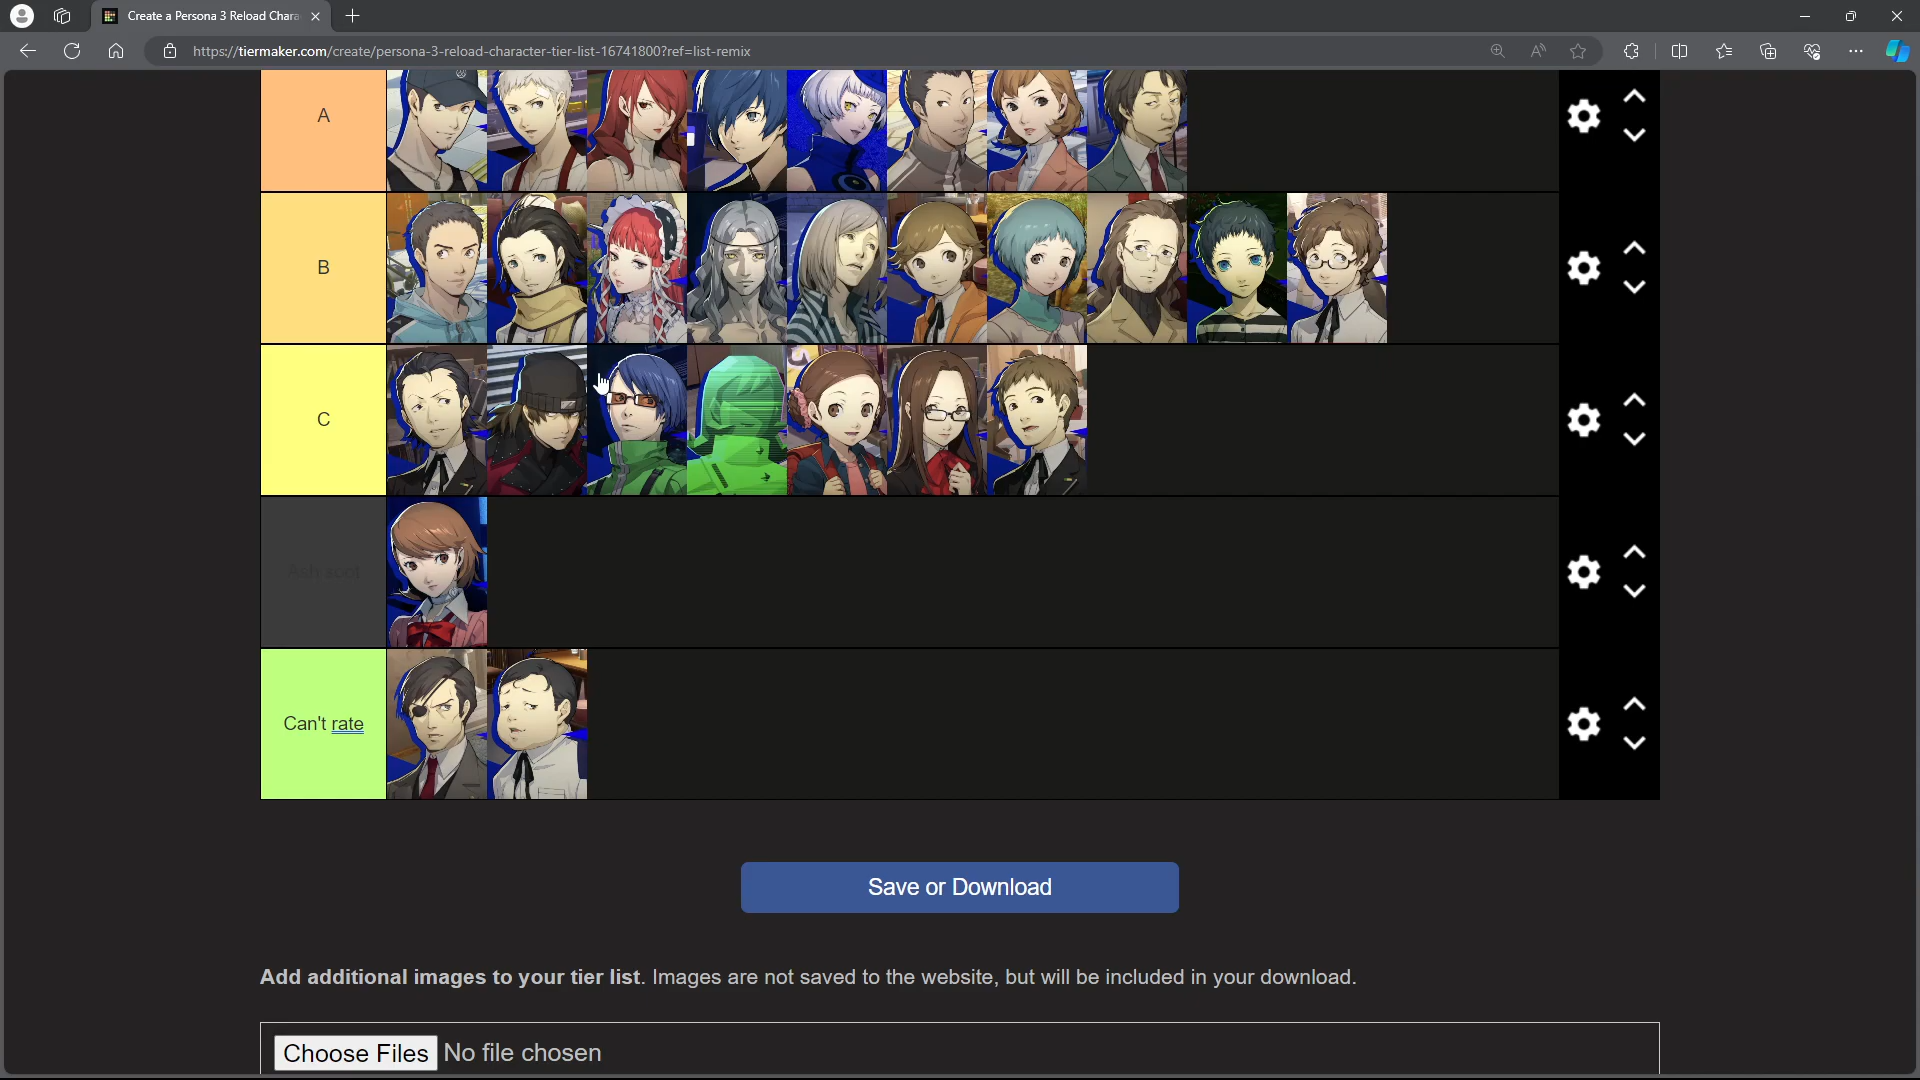 Create a Persona 3 Reload Chara
https://tiermaker.com/create/persona-3-reload-character-tier-list-16741800?ref=list-remix
A
B
C
Can't rate
Save or Download
Add additional images to your tier list. Images are not saved to the website, but will be included in your download.
Choose Files No file chosen